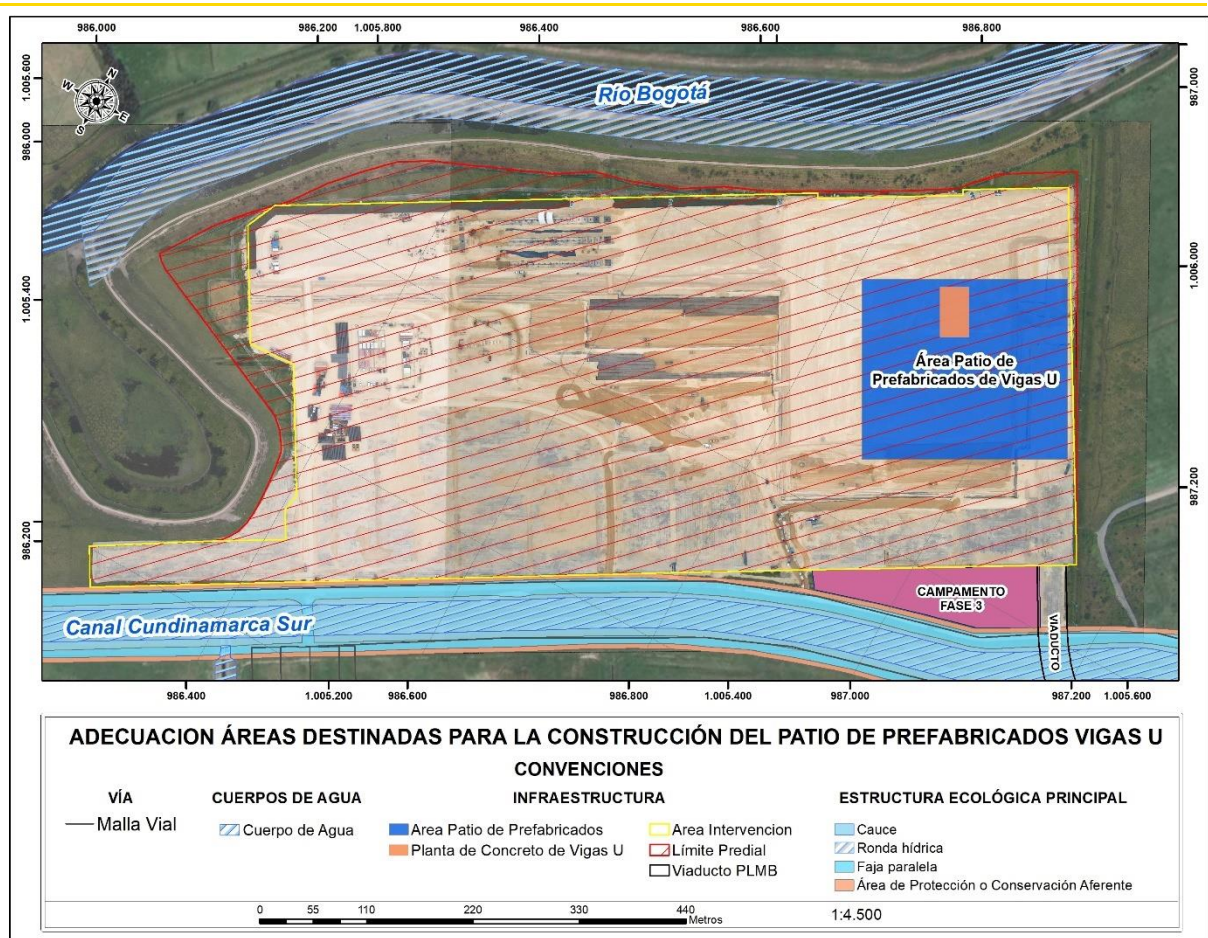 986.000 986.200 1.005.800 986.400 986.600 986.800
1.005.600
986.000
1.005.400
986.200
987.000
1.005.000
987.200
N
W
E
S
Río Bogotá
Área Patio de
Prefabricados de Vigas U
CAMPAMENTO
FASE 3
VIADUCTO
Canal Cundinamarca Sur
986.400 1.005.200 986.600 986.800 1.005.400 987.000 987.200 1.005.600
ADECUACION ÁREAS DESTINADAS PARA LA CONSTRUCCIÓN DEL PATIO DE PREFABRICADOS VIGAS U
CONVENCIONES
VÍA
Malla Vial
CUERPOS DE AGUA
Cuerpo de Agua
INFRAESTRUCTURA
Area Patio de Prefabricados
Planta de Concreto de Vigas U
Area Intervencion
Límite Predial
Viaducto PLMB
ESTRUCTURA ECOLÓGICA PRINCIPAL
Cauce
Ronda hídrica
Faja paralela
Área de Protección o Conservación Aferente
0 55 110 220 330 440
Metros
1:4.500